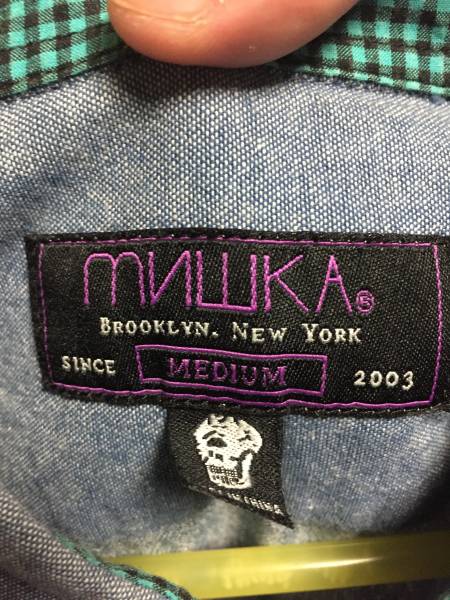 мишка®
BROOKLYN. NEW YORK
SINCE MEDIUM 2003